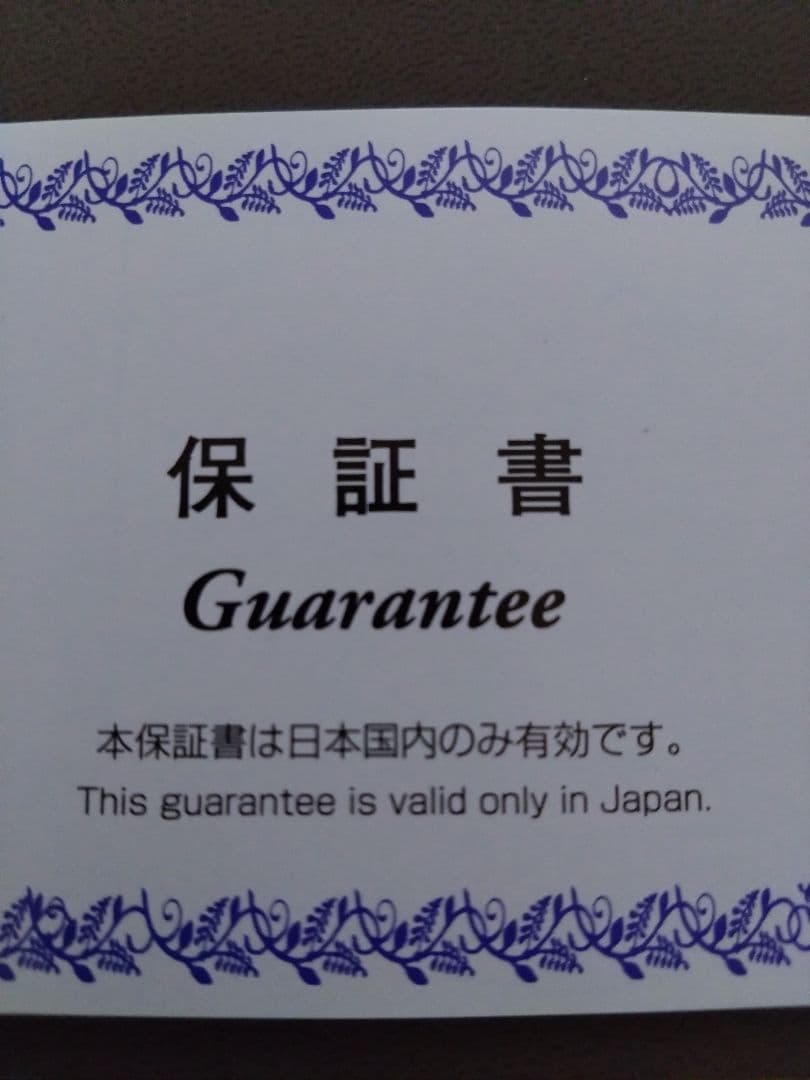 保証書
Guarantee
本保証書は日本国内のみ有効です。
This guarantee is valid only in Japan.